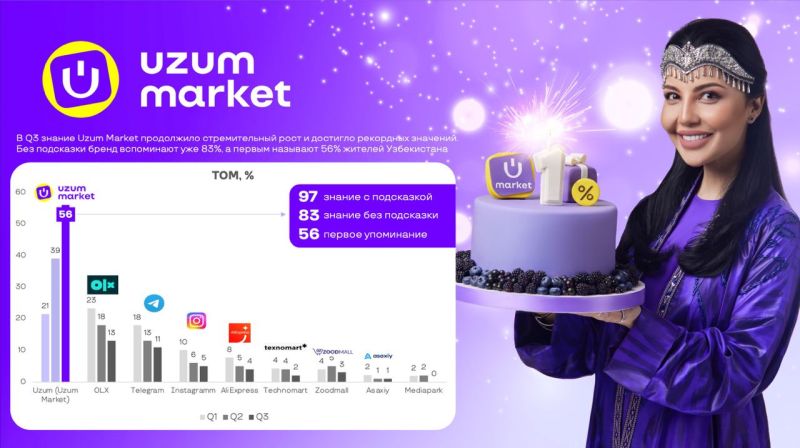 uzum
market
В Q3 знание Uzum Market продолжило стремительный рост и достигло рекордных значений.
Без подсказки бренд вспоминают уже 83%, а первым называют 56% жителей Узбекистана
TOM, %
uzum
market
97 знание с подсказкой
83 знание без подсказки
56 первое упоминание
market
1
%
60
50
40
30
20
10
0
21 39 56
OLX
23 18 13
18 13 11
10 6 5
AliExpress
8 5 4
texnomart
4 4 2
ZOODMALL
4 5 3
asaxiy
2 1 1
2 2 0
Uzum (Uzum Market) OLX Telegram Instagramm AliExpress Technomart Zoodmall Asaxiy Mediapark
Q1 Q2 Q3